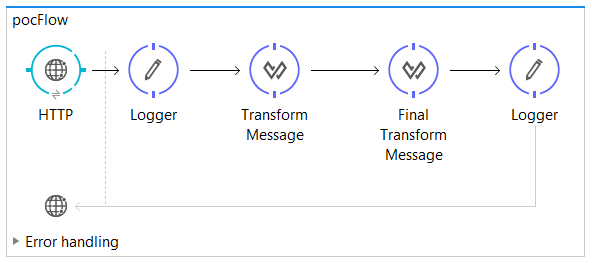 pocFlow
HTTP
Logger
Transform
Message
Final
Transform
Message
Logger
Error handling